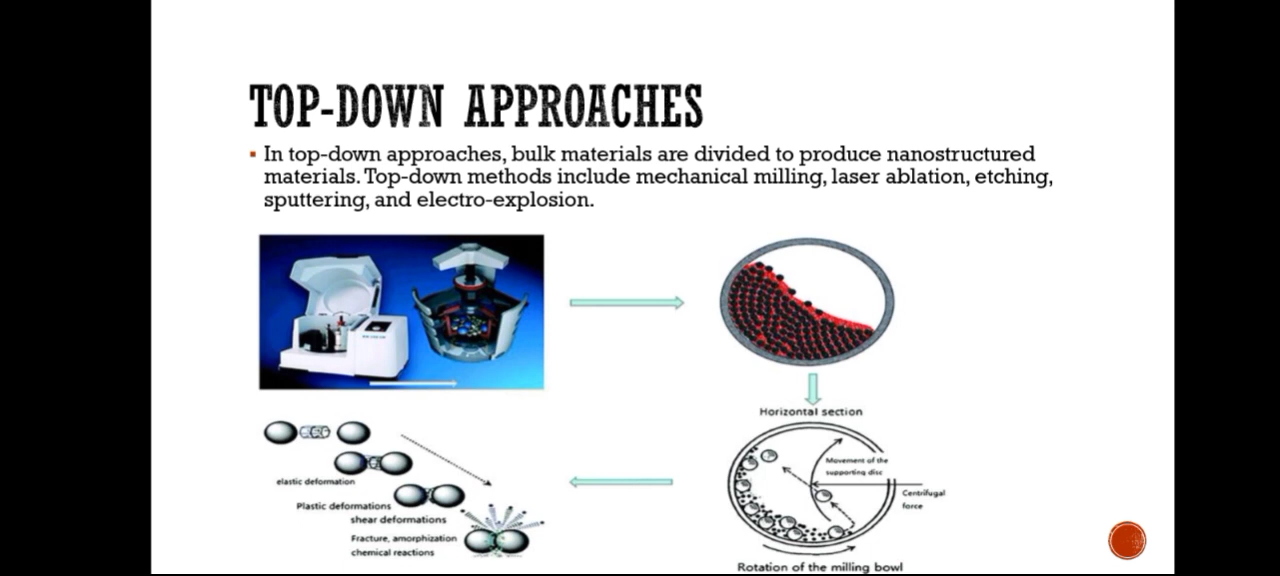 TOP-DOWN APPROACHES
▪ In top-down approaches, bulk materials are divided to produce nanostructured
materials. Top-down methods include mechanical milling, laser ablation, etching,
sputtering, and electro-explosion.
Horizontal section
Movement of the
supporting disc
Centrifugal
force
Rotation of the milling bowl
elastic deformation
Plastic deformations
shear deformations
Fracture, amorphization
chemical reactions